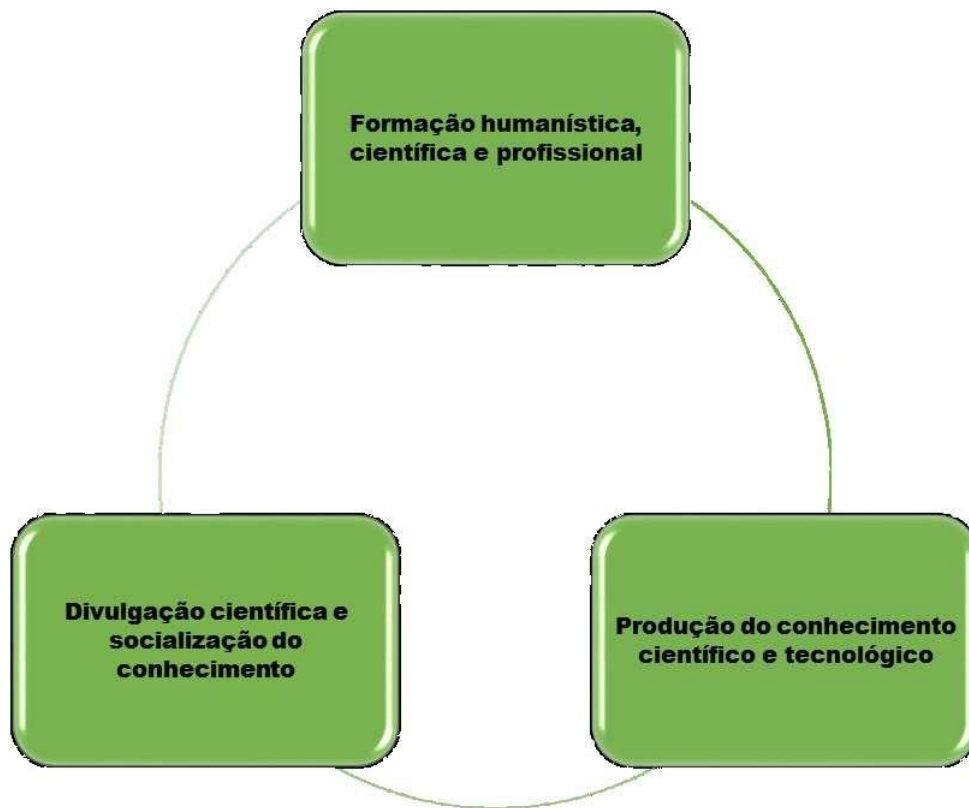 Formação humanística,
científica e profissional
Divulgação científica e
socialização do
conhecimento
Produção do conhecimento
científico e tecnológico